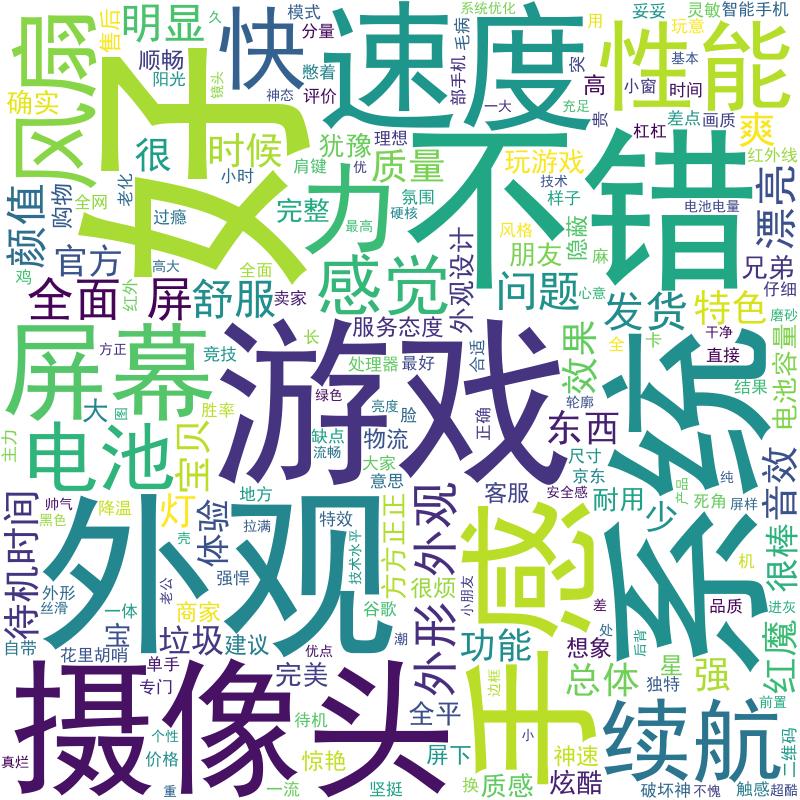 系统优化
妥妥
灵敏
智能手机
售后
明显
久
模式
分量
快
速度
部手机
毛病
突
用
玩意
基本
性能
风扇
好
顺畅
阳光
镜头
神态
憋着
评价
一大
充足
贵
高
小窗
时间
确实
很
时候
小时
犹豫
理想
肩键
质量
优
玩游戏
杠杠
差点
画质
爽
红外线
颜值
购物
老化
全网
过瘾
完整
力
氛围
硬核
最高
不错
技术
样子
风格
电池电量
漂亮
鸡
官方
红外
高大
全面
感觉
外观设计
朋友
隐蔽
麻
心意
兄弟
仔细
全面屏
舒服
卖家
服务态度
问题
发货
特色
磨砂
屏幕
方正
竞技
长
处理器
最好
合适
效果
全
卡
干净
直接
电池容量
大
图
胜率
绿色
游戏
亮度
脸
正确
轮廓
结果
系统
主力
电池
宝贝
缺点
流畅
物流
大家
意思
东西
尺寸
京东
安全感
产品
纯
死角
屏样
音效
待机时间
帅气
黑色
降温
灯
壳
地方
体验
拉满
特效
技术水平
方方正正
外观
客服
耐用
少
外形
丝滑
自带
一体
宝
商家
老公
强悍
谷歌
很烦
潮
小朋友
手感
差
处
机
品质
很棒
进灰
红魔
花里胡哨
垃圾
建议
优点
外形外观
功能
想象
后背
单手
专门
完美
全平
边框
小
总体
星
独特
强
前置
摄像头
真烂
个性
价格
重
待机
惊艳
一流
坚挺
屏下
换
质感
神速
炫酷
续航
破坏神
不愧
触感
超酷
二维码